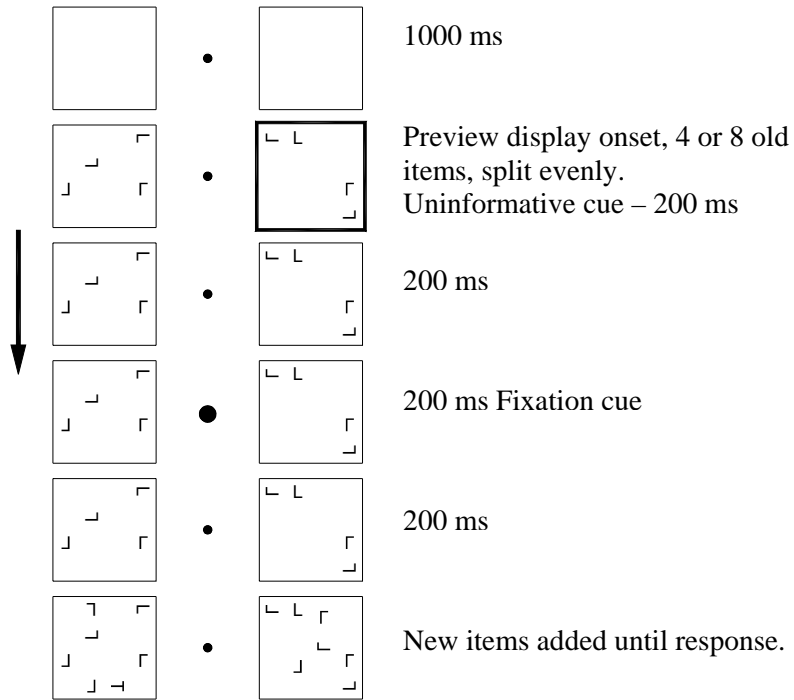 1000 ms
Preview display onset, 4 or 8 old
items, split evenly.
Uninformative cue – 200 ms
200 ms
200 ms Fixation cue
200 ms
New items added until response.